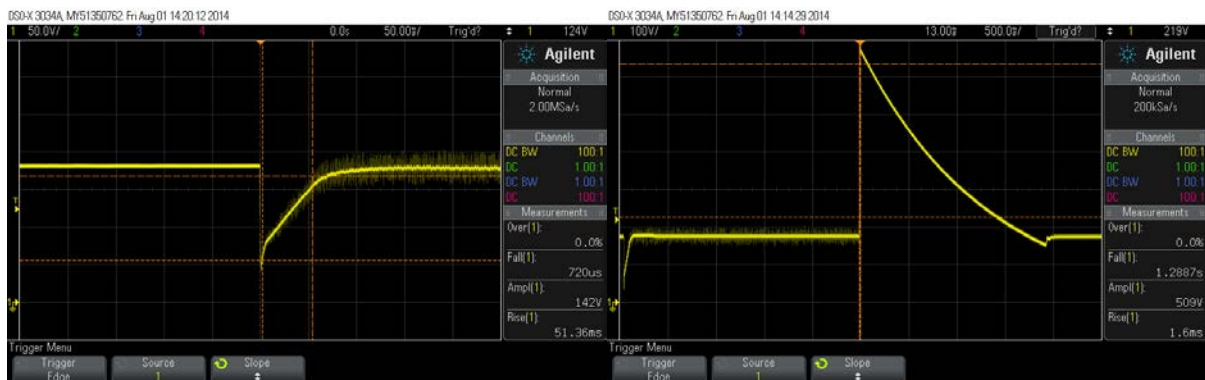 DSO-X 3034A, MY51350762: Fri Aug 01 14:20:12 2014
1 50.0V/ 2 3 4 0.0s 50.00ms/ Trig'd? 1 124V
Agilent
Acquisition
Normal
2.00MSa/s
Channels
DC BW 100:1
DC 1.00:1
DC BW 1.00:1
DC 100:1
Measurements
Over(1):
0.0%
Fall(1):
720us
Ampl(1):
142V
Rise(1):
51.36ms
T
1
Trigger Menu
Trigger Source Slope
Edge 1
DSO-X 3034A, MY51350762: Fri Aug 01 14:14:29 2014
1 100V/ 2 3 4 13.00s 500.0ms/ Trig'd? 1 219V
Agilent
Acquisition
Normal
200kSa/s
Channels
DC BW 100:1
DC 1.00:1
DC BW 1.00:1
DC 100:1
Measurements
Over(1):
0.0%
Fall(1):
1.2887s
Ampl(1):
509V
Rise(1):
1.6ms
T
1
Trigger Menu
Trigger Source Slope
Edge 1